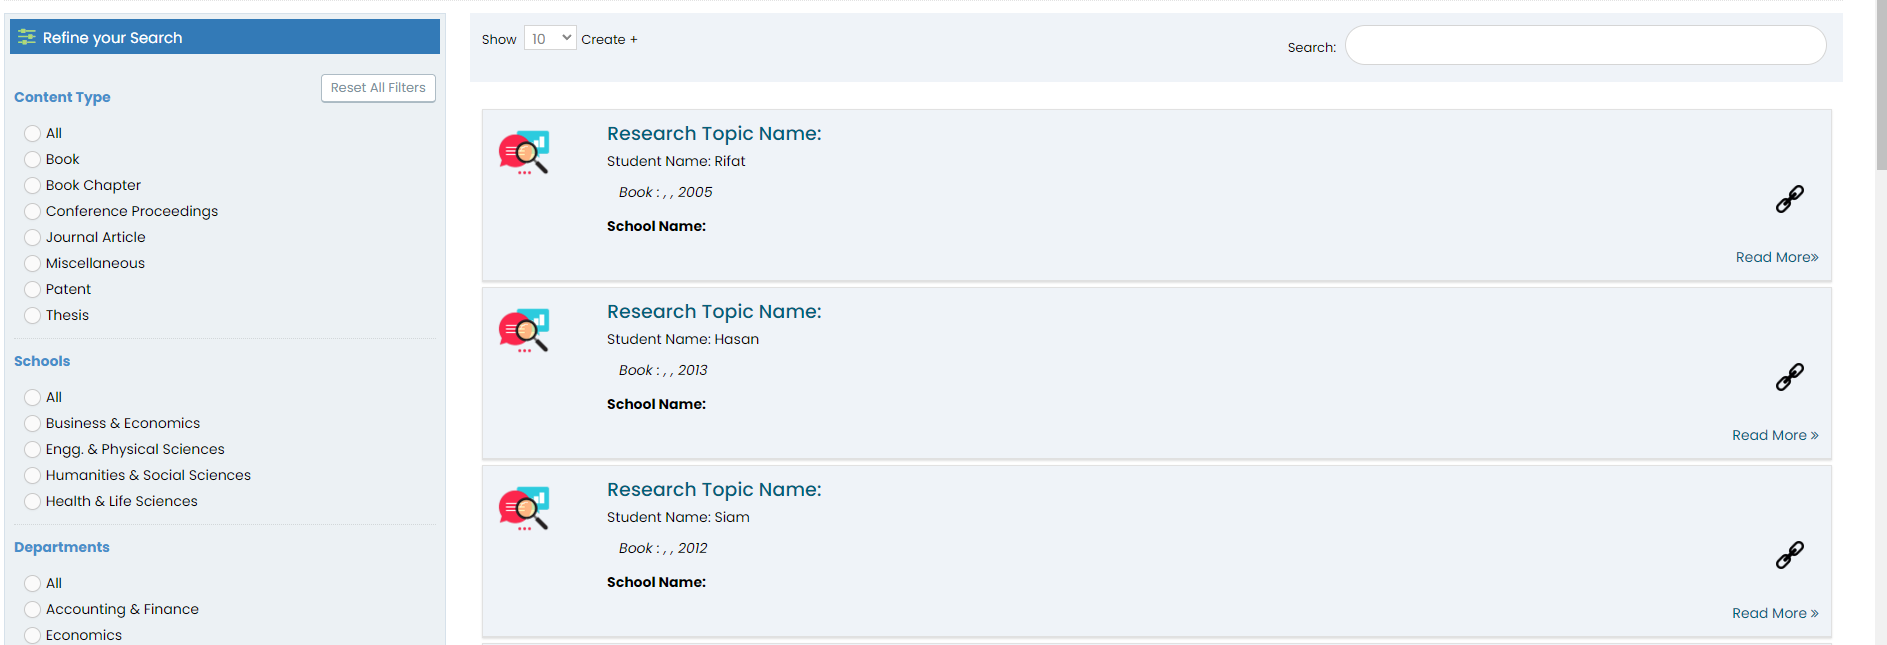 Refine your Search
Reset All Filters
Content Type
All
Book
Book Chapter
Conference Proceedings
Journal Article
Miscellaneous
Patent
Thesis
Schools
All
Business & Economics
Engg. & Physical Sciences
Humanities & Social Sciences
Health & Life Sciences
Departments
All
Accounting & Finance
Economics
Show 10 Create +
Search:
Research Topic Name:
Student Name: Rifat
Book : , , 2005
School Name:
Read More»
Research Topic Name:
Student Name: Hasan
Book : , , 2013
School Name:
Read More »
Research Topic Name:
Student Name: Siam
Book : , , 2012
School Name:
Read More »